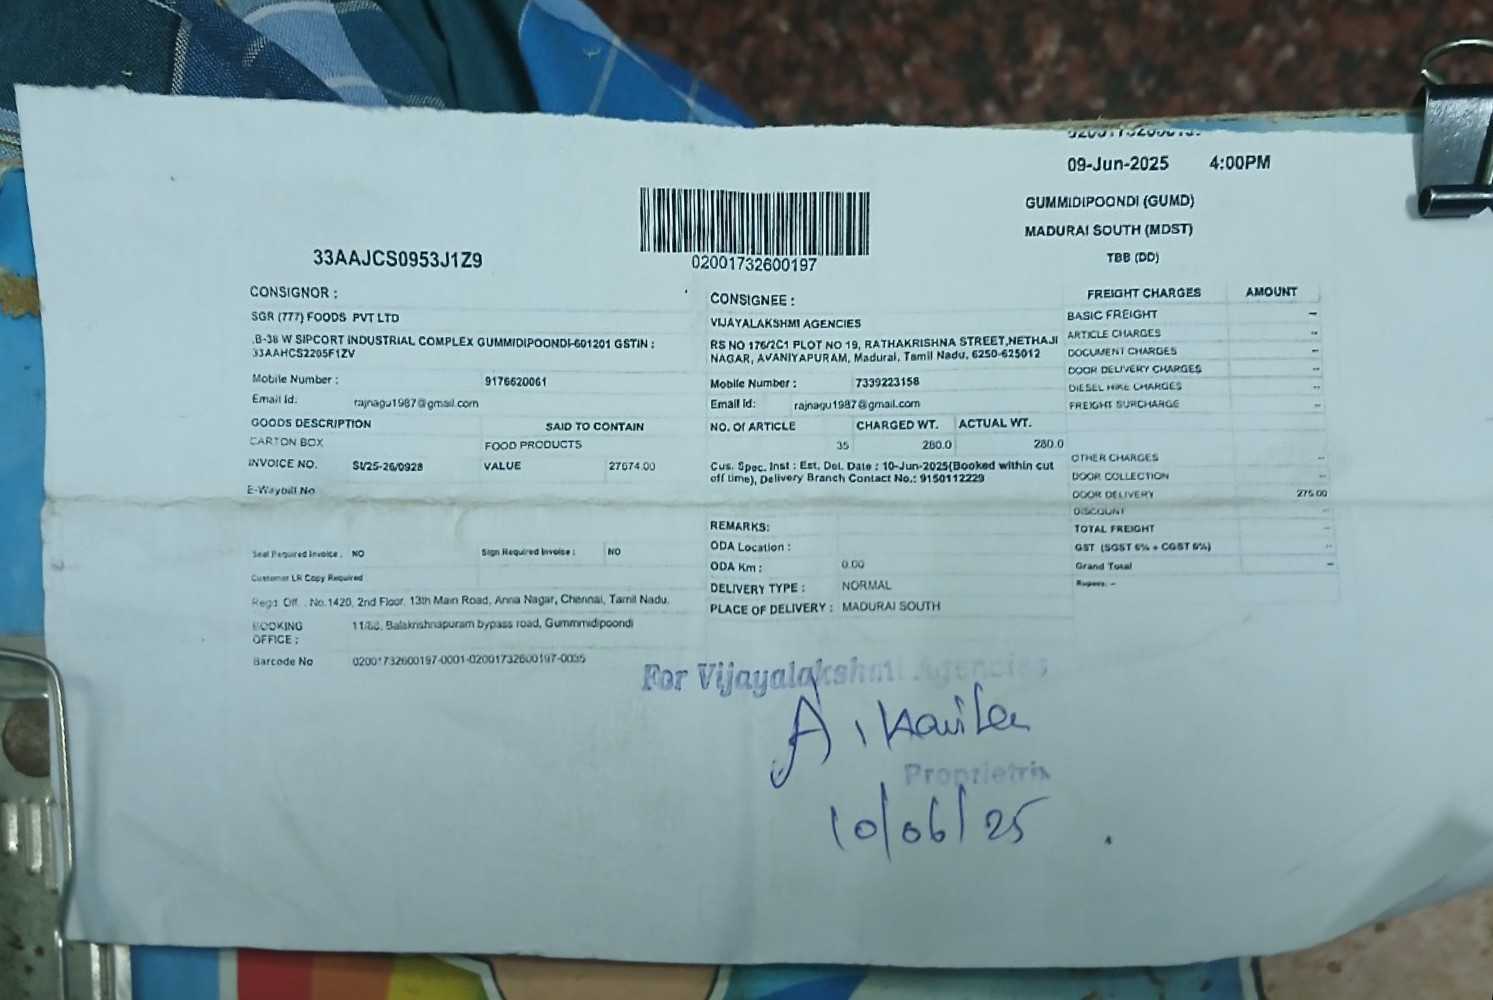 09-Jun-2025 4:00PM
GUMMIDIPOONDI (GUMD)
MADURAI SOUTH (MDST)
TBB (DD)
33AAJCS0953J1Z9
02001732600197
CONSIGNOR :
SGR (777) FOODS PVT LTD
.B-38 W SIPCORT INDUSTRIAL COMPLEX GUMMIDIPOONDI-601201 GSTIN :
33AAHCS2205F1ZV
Mobile Number : 9176620061
Email Id: rajnagu1987@gmail.com
GOODS DESCRIPTION SAID TO CONTAIN
CARTON BOX FOOD PRODUCTS
INVOICE NO. SI/25-26/0928 VALUE 27674.00
E-Waybill No
Seal Required Invoice : NO Sign Required Invoice : NO
Customer LR Copy Required
Regd. Off. : No.1420, 2nd Floor, 13th Main Road, Anna Nagar, Chennai, Tamil Nadu.
BOOKING OFFICE : Balakrishnapuram bypass road, Gummmidipoondi
Barcode No 02001732600197-0001-02001732600197-0035
CONSIGNEE :
VIJAYALAKSHMI AGENCIES
RS NO 176/2C1 PLOT NO 19, RATHAKRISHNA STREET,NETHAJI
NAGAR, AVANIYAPURAM, Madurai, Tamil Nadu, 6250-625012
Mobile Number : 7339223158
Email Id: rajnagu1987@gmail.com
NO. Of ARTICLE CHARGED WT. ACTUAL WT.
35 280.0 280.0
Cus. Spec. Inst : Est. Del. Date : 10-Jun-2025(Booked within cut
off time), Delivery Branch Contact No.: 9150112229
REMARKS:
ODA Location :
ODA Km : 0.00
DELIVERY TYPE : NORMAL
PLACE OF DELIVERY : MADURAI SOUTH
FREIGHT CHARGES AMOUNT
BASIC FREIGHT --
ARTICLE CHARGES --
DOCUMENT CHARGES --
DOOR DELIVERY CHARGES --
DIESEL HIKE CHARGES --
FREIGHT SURCHARGE --
OTHER CHARGES --
DOOR COLLECTION --
DOOR DELIVERY 275.00
DISCOUNT --
TOTAL FREIGHT --
GST (SGST 6% + CGST 6%) --
Grand Total --
Rupees: --
For Vijayalakshmi Agencies
Proprietrix
10/06/25